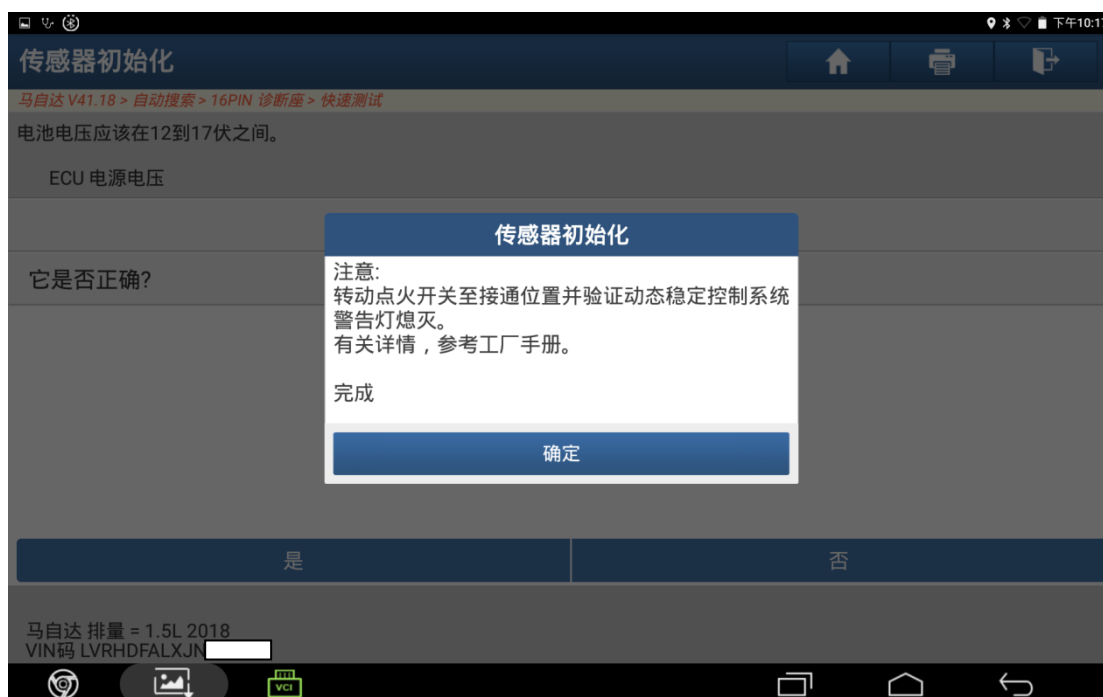 下午10:17
传感器初始化
马自达 V41.18 > 自动搜索 > 16PIN 诊断座 > 快速测试
电池电压应该在12到17伏之间。
ECU 电源电压
它是否正确?
传感器初始化
注意:
转动点火开关至接通位置并验证动态稳定控制系统
警告灯熄灭。
有关详情，参考工厂手册。
完成
确定
是
否
马自达 排量 = 1.5L 2018
VIN码 LVRHDFALXJN
VCI